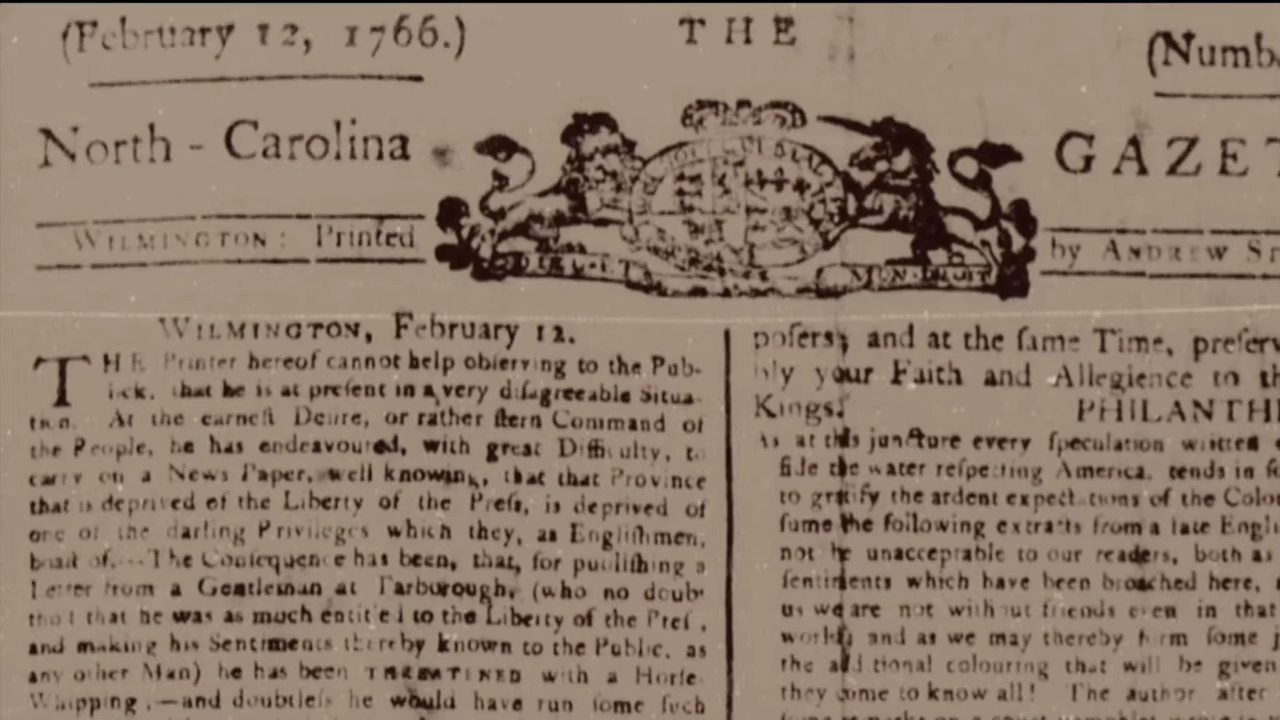 (February 12, 1766.)
THE
(Numb
North - Carolina
GAZET
WILMINGTON: Printed
by ANDREW S
MON DROIT
WILMINGTON, February 12.
THE Printer hereof cannot help obſerving to the Pub-
lick, that he is at preſent in a very diſagreeable Situa-
tion. At the earneſt Deſire, or rather ſtern Command of
the People, he has endeavoured, with great Difficulty, to
carry on a News Paper, well knowing, that that Province
that is deprived of the Liberty of the Preſs, is deprived of
one of the darling Privileges which they, as Engliſhmen,
boaſt of.--- The Conſequence has been, that, for publiſhing a
Letter from a Gentleman at Tarborough, (who no doubt
tho't that he was as much entitled to the Liberty of the Preſs,
and making his Sentiments thereby known to the Public, as
any other Man) he has been THREATENED with a Horſe-
Whipping;—and doubtleſs he would have run ſome ſuch
poſers; and at the ſame Time, preſerv
bly your Faith and Allegience to th
Kings.
PHILANTH
As at this juncture every ſpeculation written
ſide the water reſpecting America, tends in
to gratify the ardent expectations of the Colo
ſume the following extracts from a late Engli
not be unacceptable to our readers, both as
ſentiments which have been broached here,
us we are not without friends even in that
world; and as we may thereby form ſome
the additional colouring that will be given
they come to know all! The author after